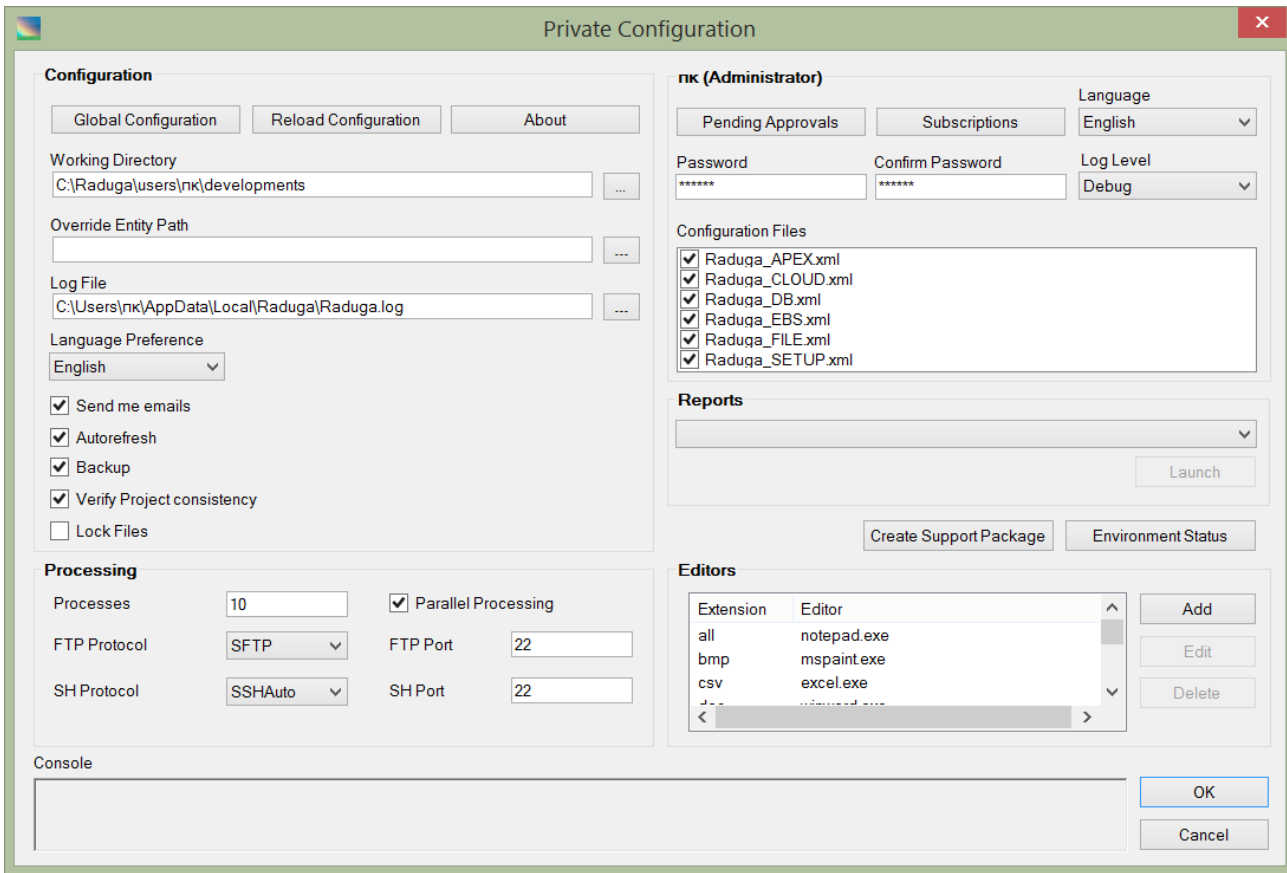 Private Configuration
Configuration
Global Configuration
Reload Configuration
About
Working Directory
C:\Raduga\users\пк\developments
...
Override Entity Path
...
Log File
C:\Users\пк\AppData\Local\Raduga\Raduga.log
...
Language Preference
English
Send me emails
Autorefresh
Backup
Verify Project consistency
Lock Files
пк (Administrator)
Language
Pending Approvals
Subscriptions
English
Password
Confirm Password
Log Level
******
******
Debug
Configuration Files
Raduga_APEX.xml
Raduga_CLOUD.xml
Raduga_DB.xml
Raduga_EBS.xml
Raduga_FILE.xml
Raduga_SETUP.xml
Reports
Launch
Create Support Package
Environment Status
Processing
Processes
10
Parallel Processing
FTP Protocol
SFTP
FTP Port
22
SH Protocol
SSHAuto
SH Port
22
Editors
Extension Editor
all notepad.exe
bmp mspaint.exe
csv excel.exe
Add
Edit
Delete
Console
OK
Cancel